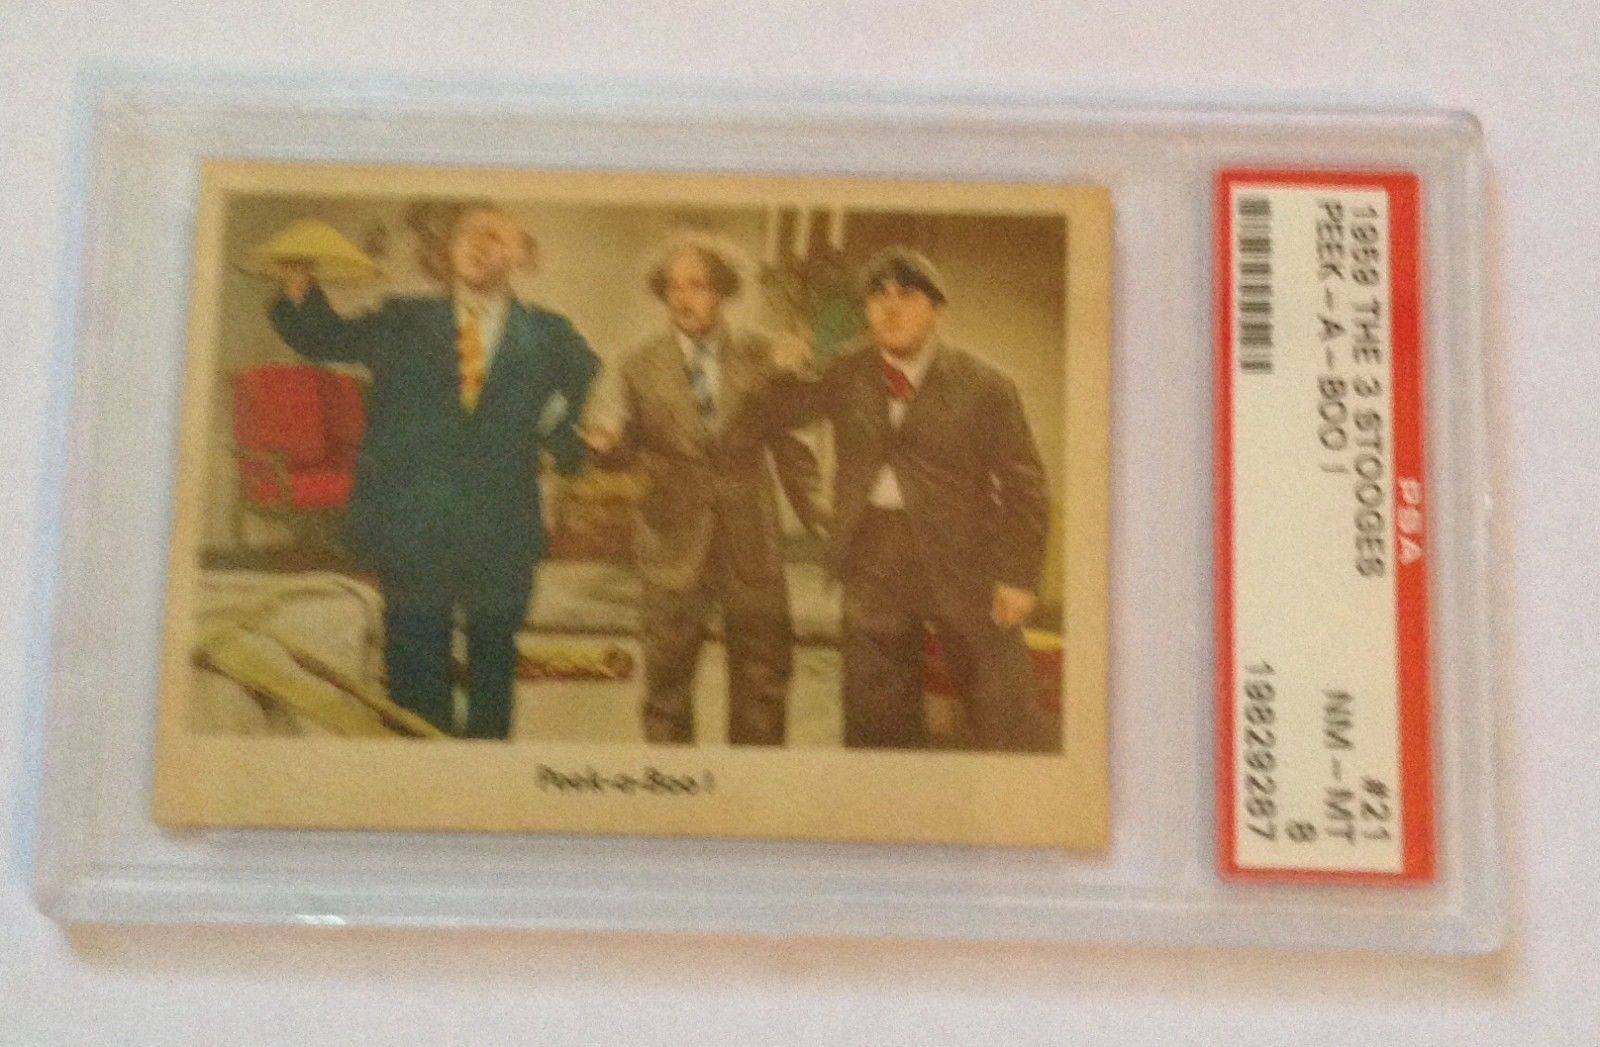 Peek-a-Boo!
PSA
1959 THE 3 STOOGES #21
PEEK-A-BOO! NM-MT
8
19829287